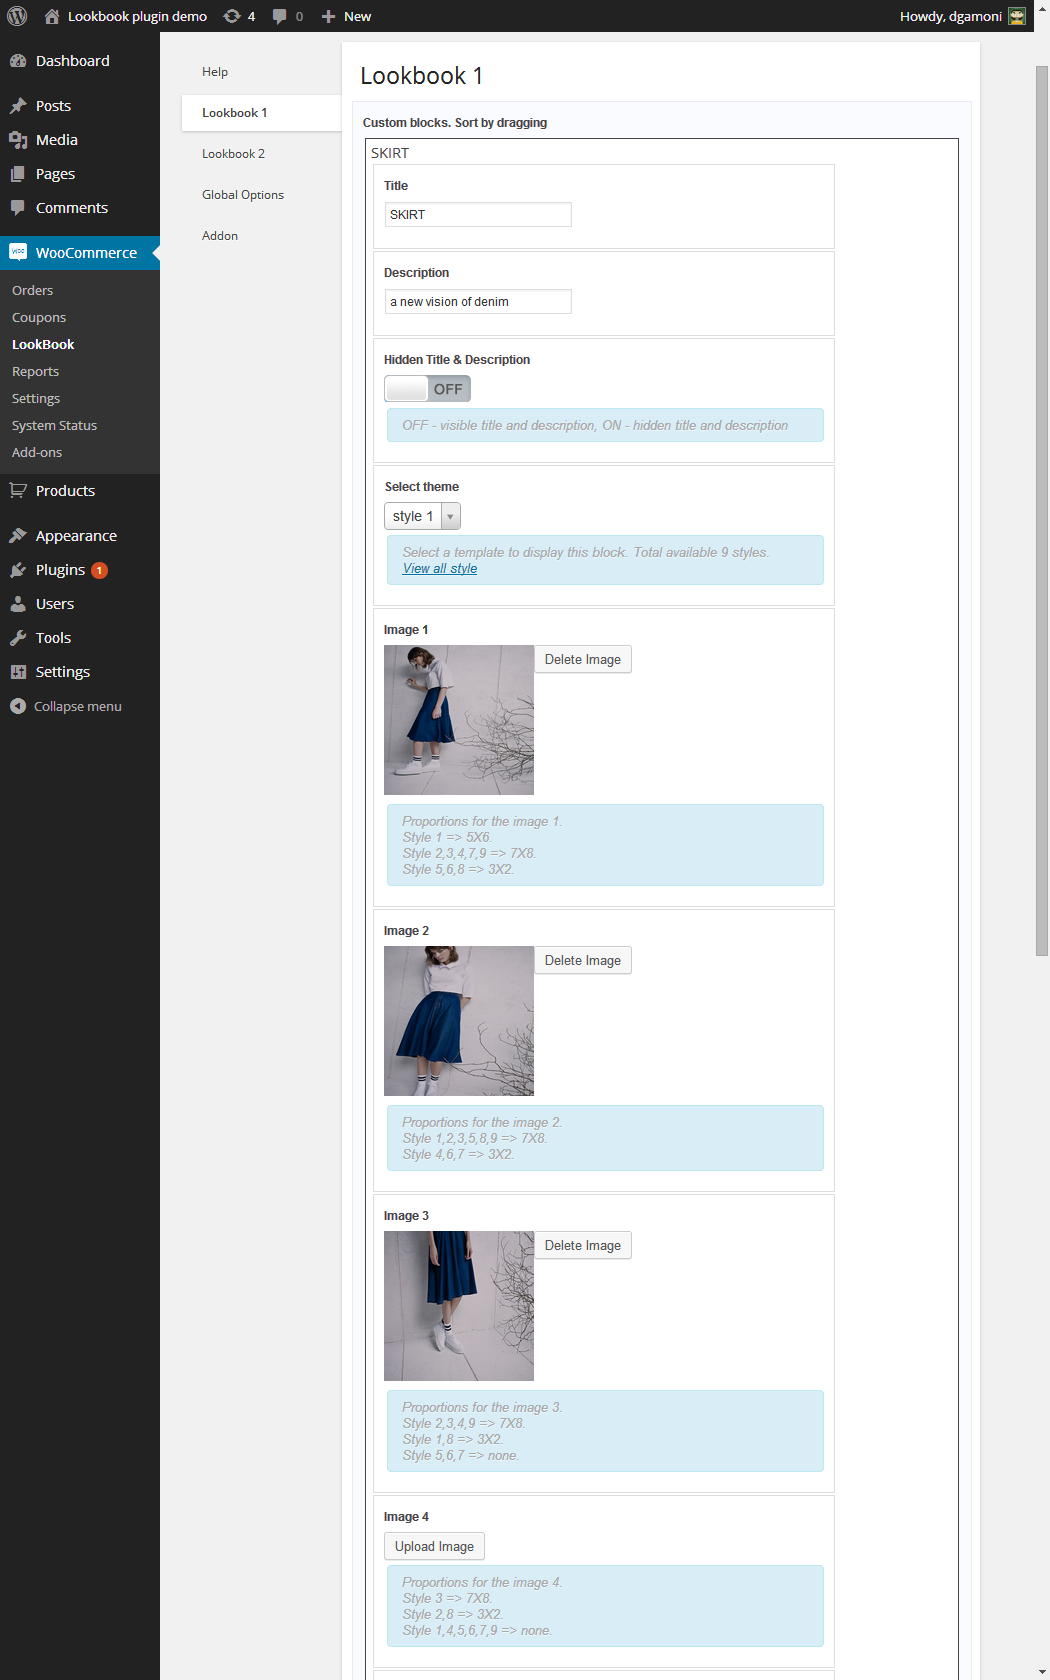 Lookbook plugin demo 4 0 New Howdy, dgamoni
Dashboard
Posts
Media
Pages
Comments
WooCommerce
Orders
Coupons
LookBook
Reports
Settings
System Status
Add-ons
Products
Appearance
Plugins 1
Users
Tools
Settings
Collapse menu
Help
Lookbook 1
Lookbook 2
Global Options
Addon
Lookbook 1
Custom blocks. Sort by dragging
SKIRT
Title
SKIRT
Description
a new vision of denim
Hidden Title & Description
OFF
OFF - visible title and description, ON - hidden title and description
Select theme
style 1
Select a template to display this block. Total available 9 styles.
View all style
Image 1
Delete Image
Proportions for the image 1.
Style 1 => 5X6.
Style 2,3,4,7,9 => 7X8.
Style 5,6,8 => 3X2.
Image 2
Delete Image
Proportions for the image 2.
Style 1,2,3,5,8,9 => 7X8.
Style 4,6,7 => 3X2.
Image 3
Delete Image
Proportions for the image 3.
Style 2,3,4,9 => 7X8.
Style 1,8 => 3X2.
Style 5,6,7 => none.
Image 4
Upload Image
Proportions for the image 4.
Style 3 => 7X8.
Style 2,8 => 3X2.
Style 1,4,5,6,7,9 => none.